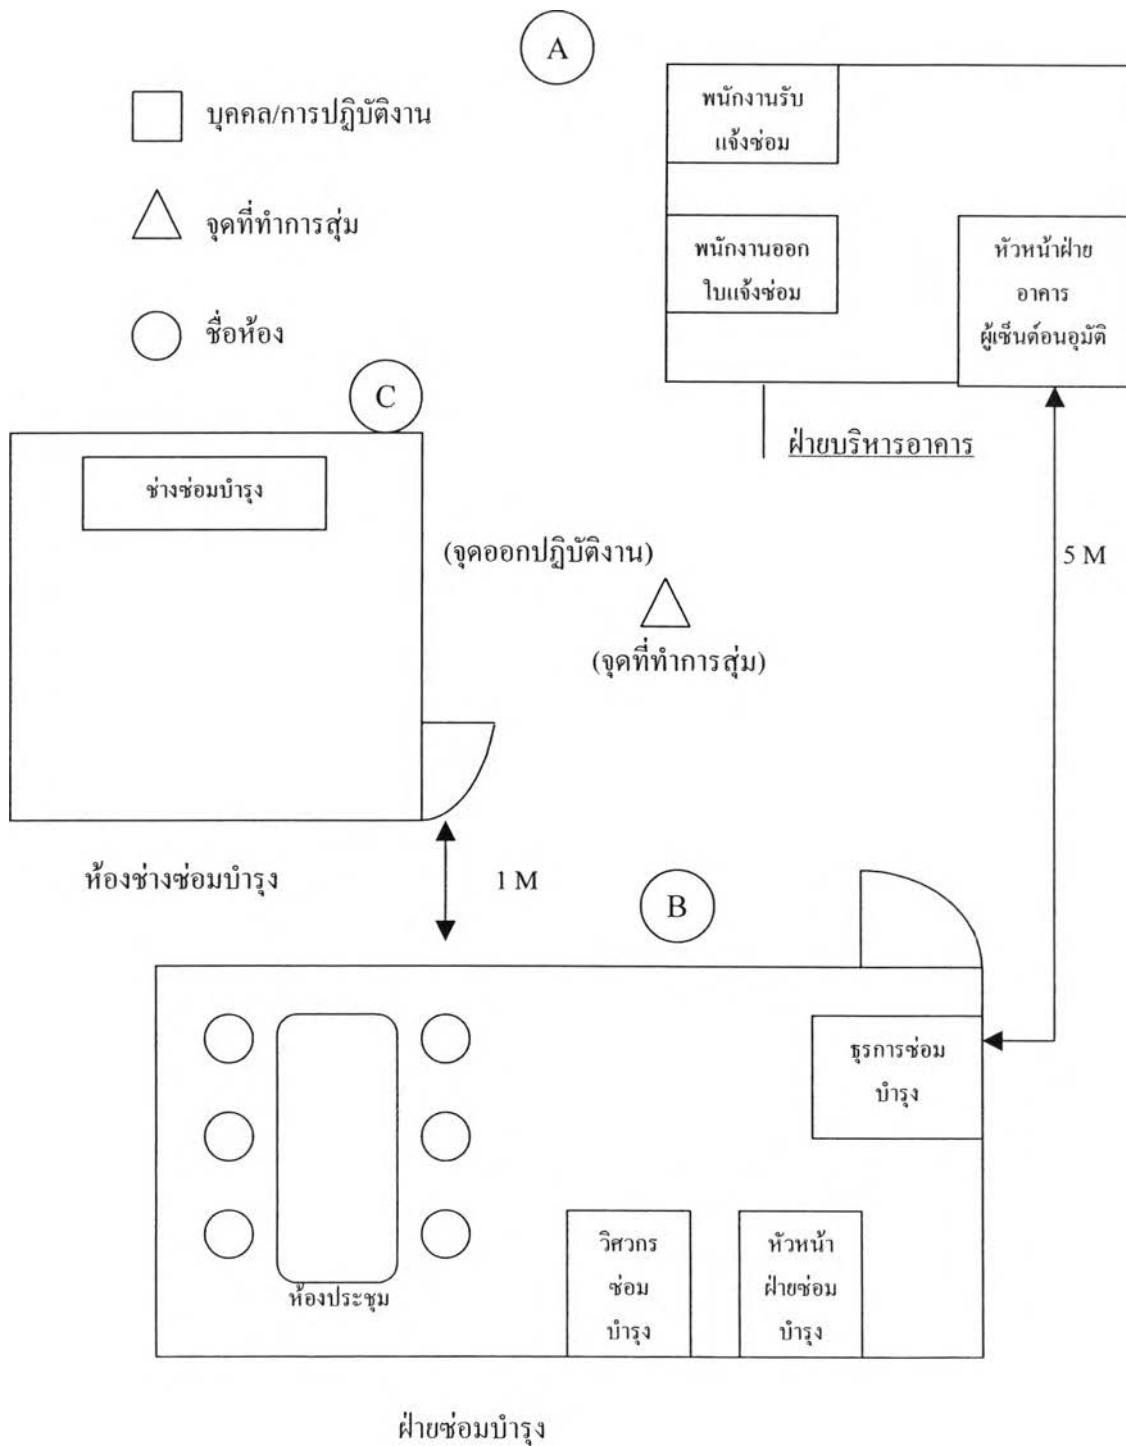 A
บุคคล/การปฏิบัติงาน
จุดที่ทำการสุ่ม
ชื่อห้อง
พนักงานรับ
แจ้งซ่อม
พนักงานออก
ใบแจ้งซ่อม
หัวหน้าฝ่าย
อาคาร
ผู้เซ็นต์อนอุมัติ
ฝ่ายบริหารอาคาร
C
ช่างซ่อมบำรุง
(จุดออกปฏิบัติงาน)
(จุดที่ทำการสุ่ม)
5 M
ห้องช่างซ่อมบำรุง
1 M
B
ธุรการซ่อม
บำรุง
วิศวกร
ซ่อม
บำรุง
หัวหน้า
ฝ่ายซ่อม
บำรุง
ห้องประชุม
ฝ่ายซ่อมบำรุง